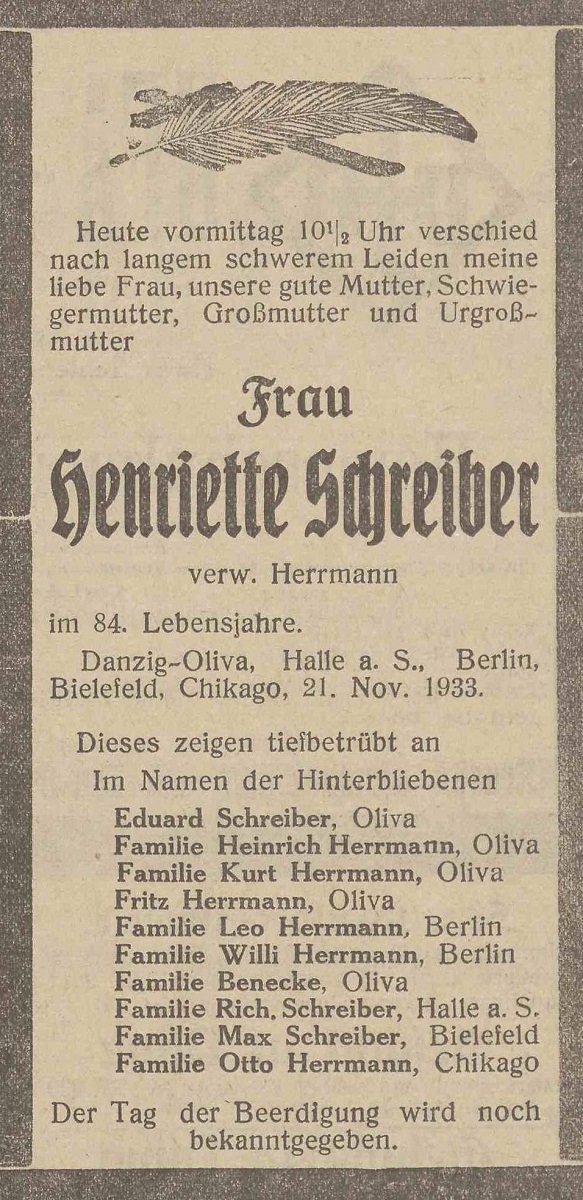 Heute vormittag 10½ Uhr verschied
nach langem schwerem Leiden meine
liebe Frau, unsere gute Mutter, Schwie-
germutter, Großmutter und Urgroß-
mutter
Frau
Henriette Schreiber
verw. Herrmann
im 84. Lebensjahre.
Danzig-Oliva, Halle a. S., Berlin,
Bielefeld, Chikago, 21. Nov. 1933.
Dieses zeigen tiefbetrübt an
Im Namen der Hinterbliebenen
Eduard Schreiber, Oliva
Familie Heinrich Herrmann, Oliva
Familie Kurt Herrmann, Oliva
Fritz Herrmann, Oliva
Familie Leo Herrmann, Berlin
Familie Willi Herrmann, Berlin
Familie Benecke, Oliva
Familie Rich. Schreiber, Halle a. S.
Familie Max Schreiber, Bielefeld
Familie Otto Herrmann, Chikago
Der Tag der Beerdigung wird noch
bekanntgegeben.